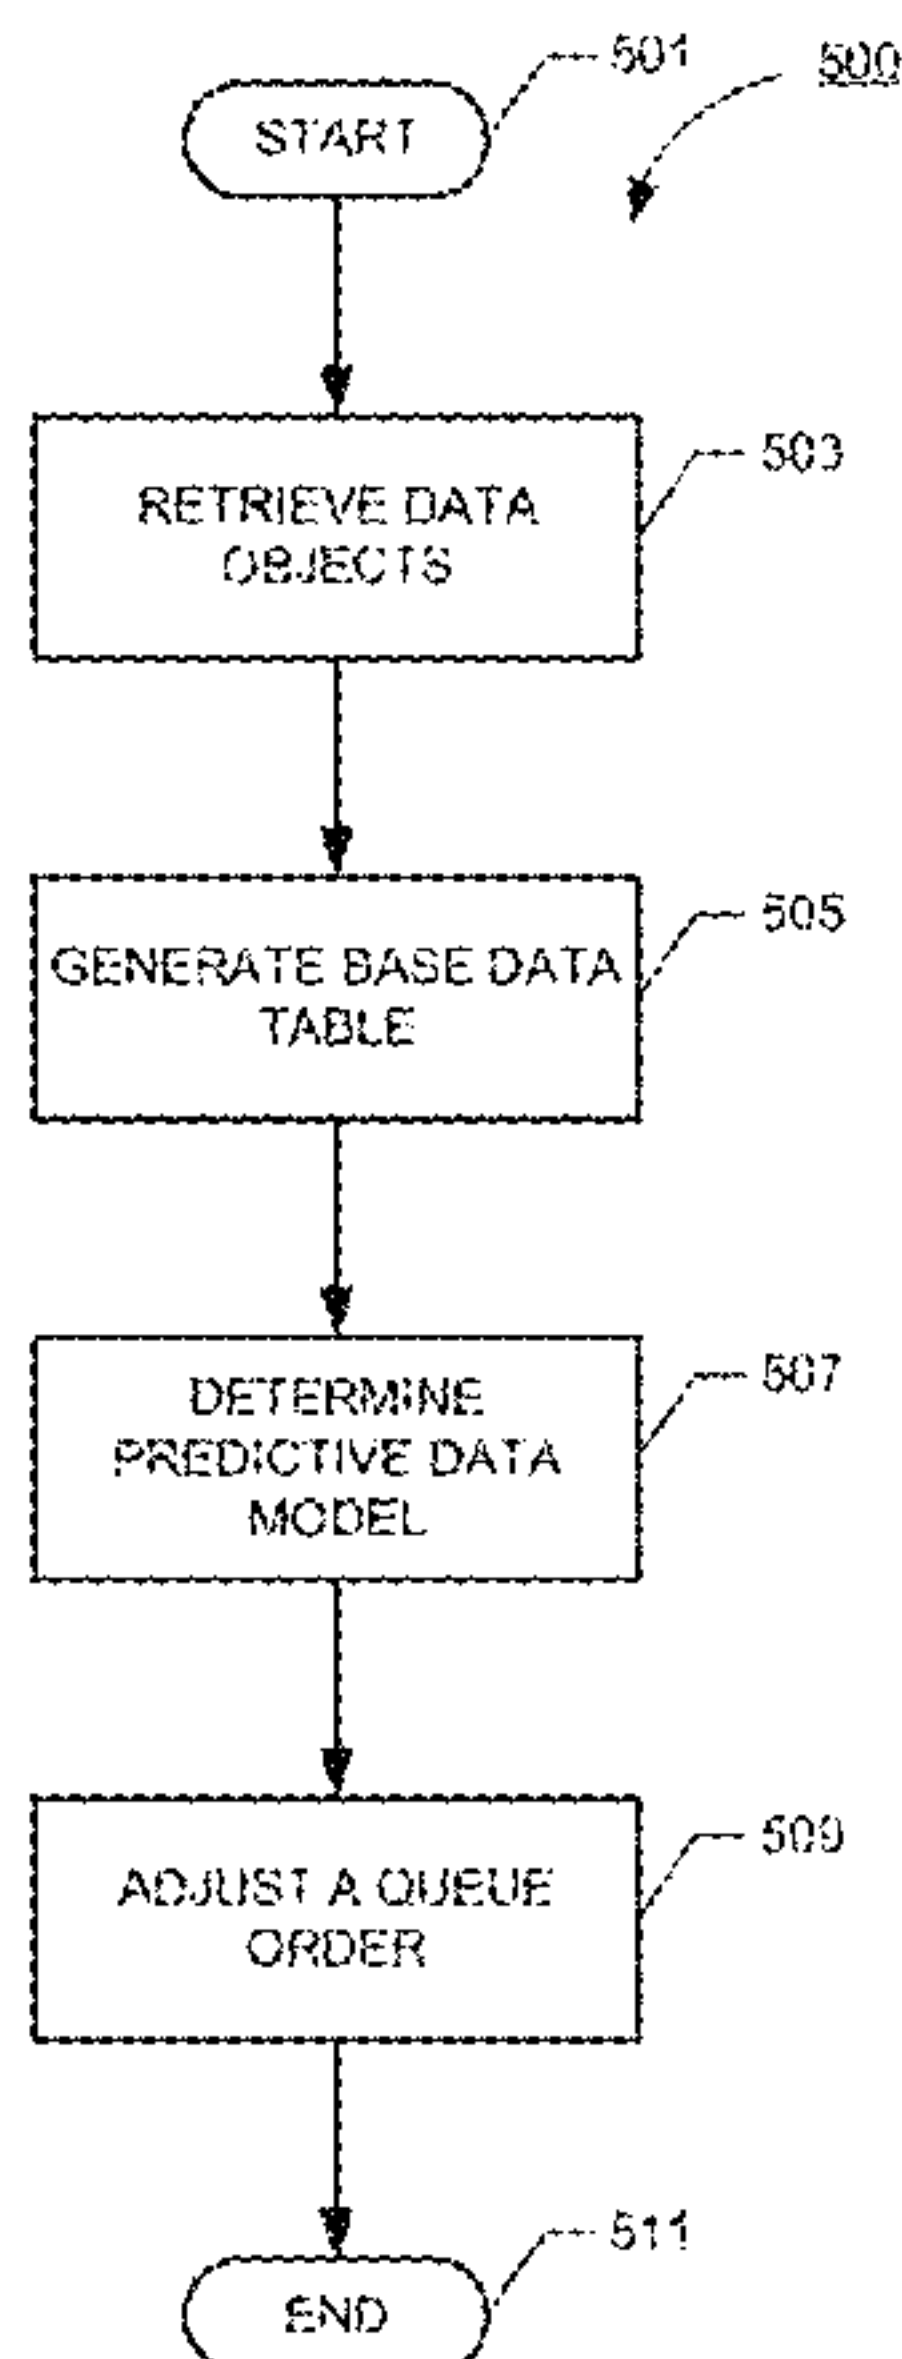 501
500
START
503
RETRIEVE DATA
OBJECTS
505
GENERATE BASE DATA
TABLE
507
DETERMINE
PREDICTIVE DATA
MODEL
509
ADJUST A QUEUE
ORDER
511
END